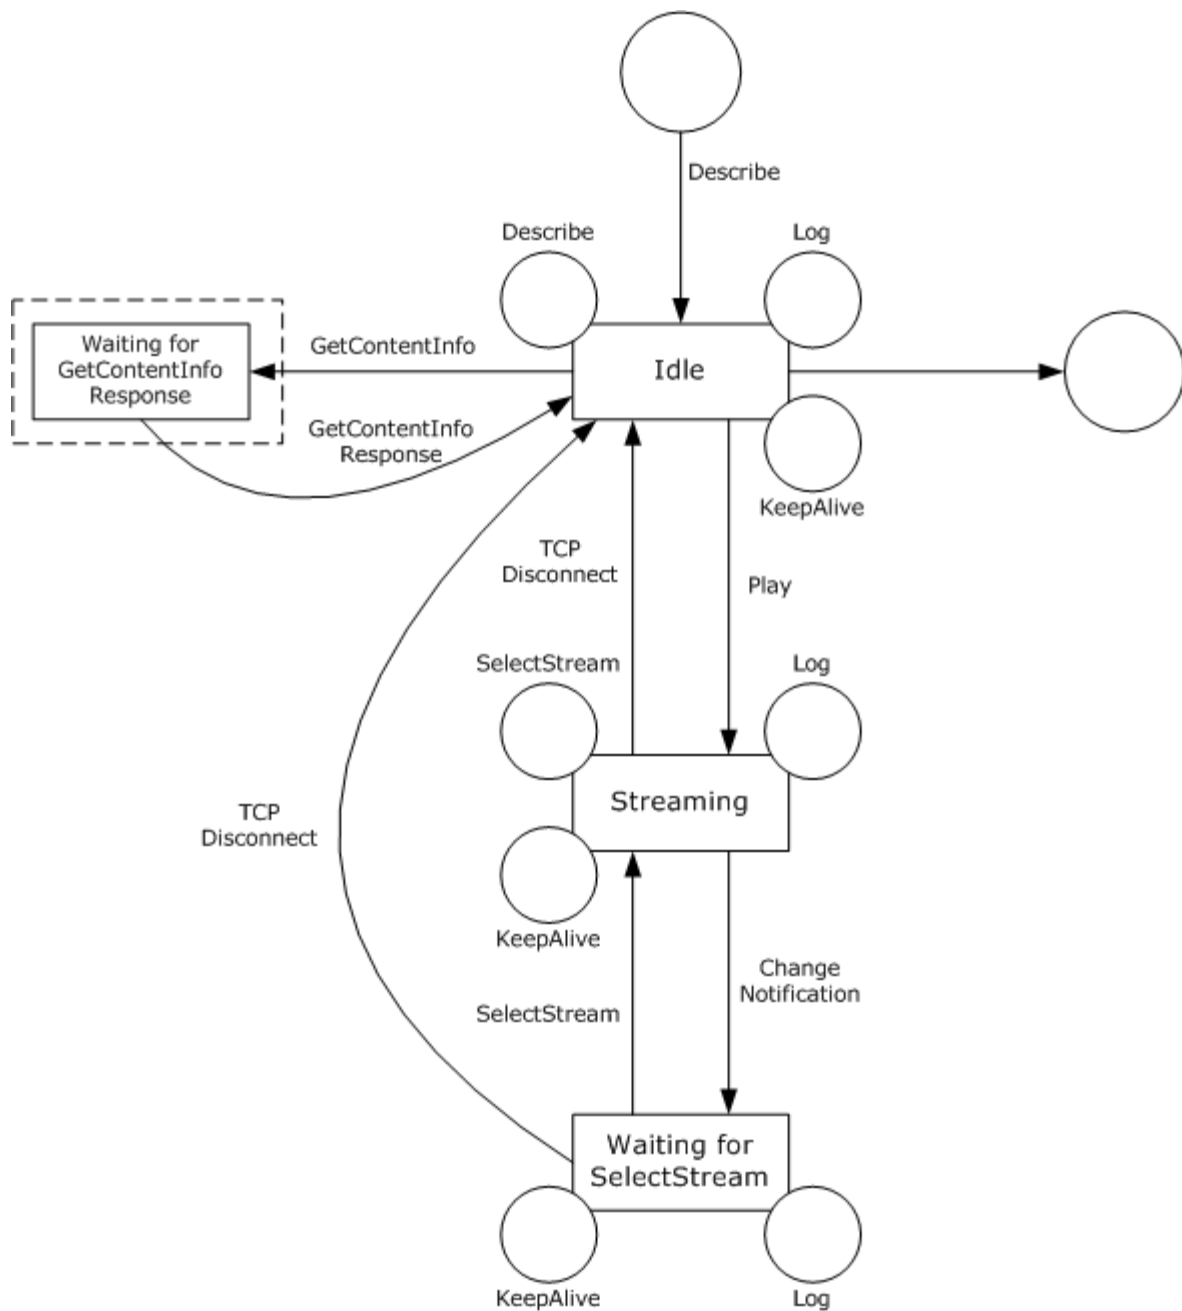 Describe
Describe
Log
Waiting for
GetContentInfo
Response
GetContentInfo
Idle
GetContentInfo
Response
KeepAlive
TCP
Disconnect
Play
SelectStream
Log
Streaming
TCP
Disconnect
KeepAlive
Change
Notification
SelectStream
Waiting for
SelectStream
KeepAlive
Log